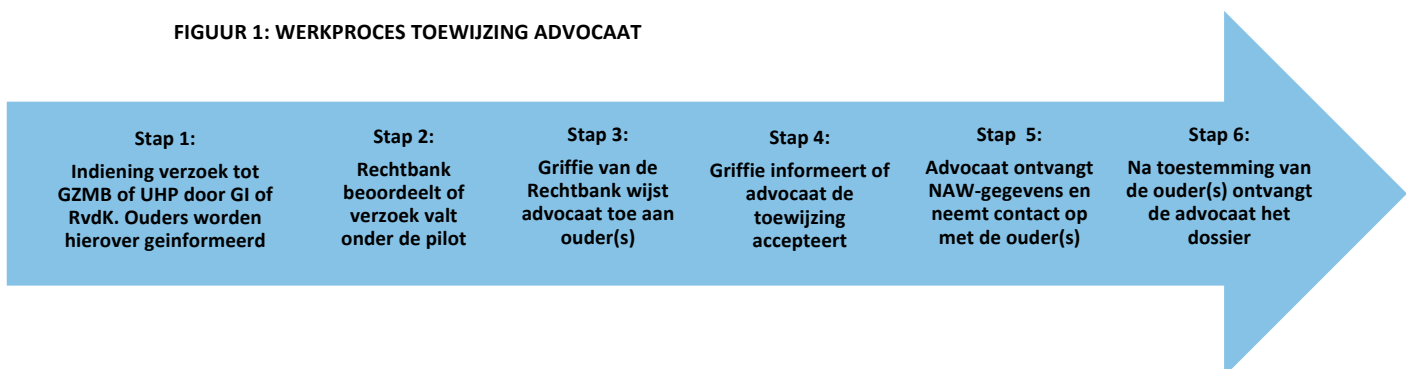 FIGUUR 1: WERKPROCES TOEWIJZING ADVOCAAT
Stap 1:
Indiening verzoek tot
GZMB of UHP door GI of
RvdK. Ouders worden
hierover geinformeerd
Stap 2:
Rechtbank
beoordeelt of
verzoek valt
onder de pilot
Stap 3:
Griffie van de
Rechtbank wijst
advocaat toe aan
ouder(s)
Stap 4:
Griffie informeert of
advocaat de
toewijzing
accepteert
Stap 5:
Advocaat ontvangt
NAW-gegevens en
neemt contact op
met de ouder(s)
Stap 6:
Na toestemming van
de ouder(s) ontvangt
de advocaat het
dossier